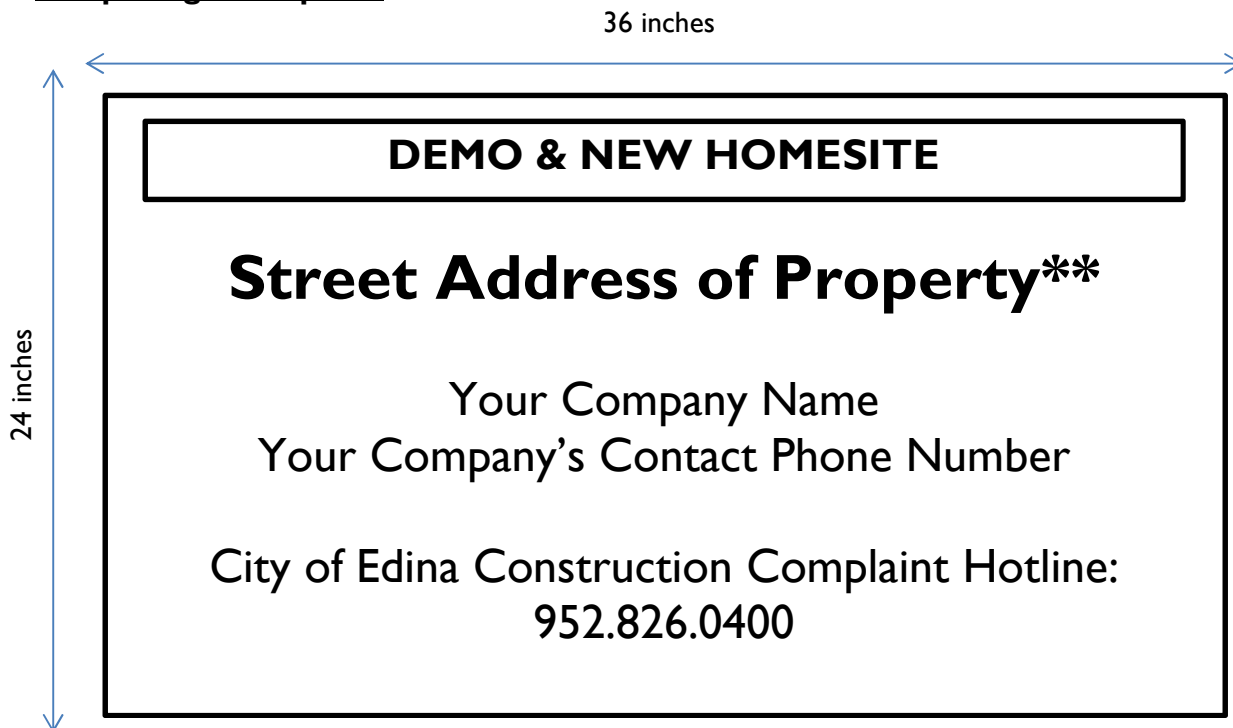 36 inches
24 inches
DEMO & NEW HOMESITE
Street Address of Property**
Your Company Name
Your Company’s Contact Phone Number
City of Edina Construction Complaint Hotline:
952.826.0400